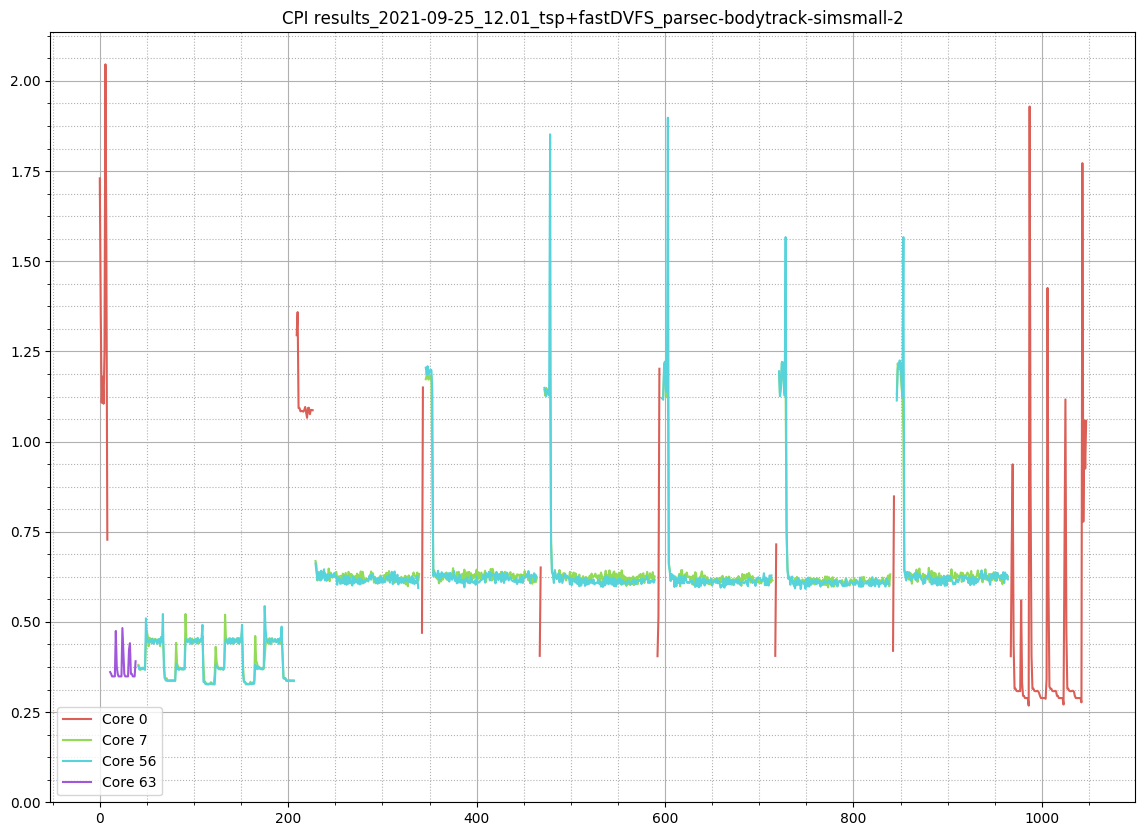 CPI results_2021-09-25_12.01_tsp+fastDVFS_parsec-bodytrack-simsmall-2
2.00
1.75
1.50
1.25
1.00
0.75
0.50
0.25
0.00
Core 0
Core 7
Core 56
Core 63
0 200 400 600 800 1000